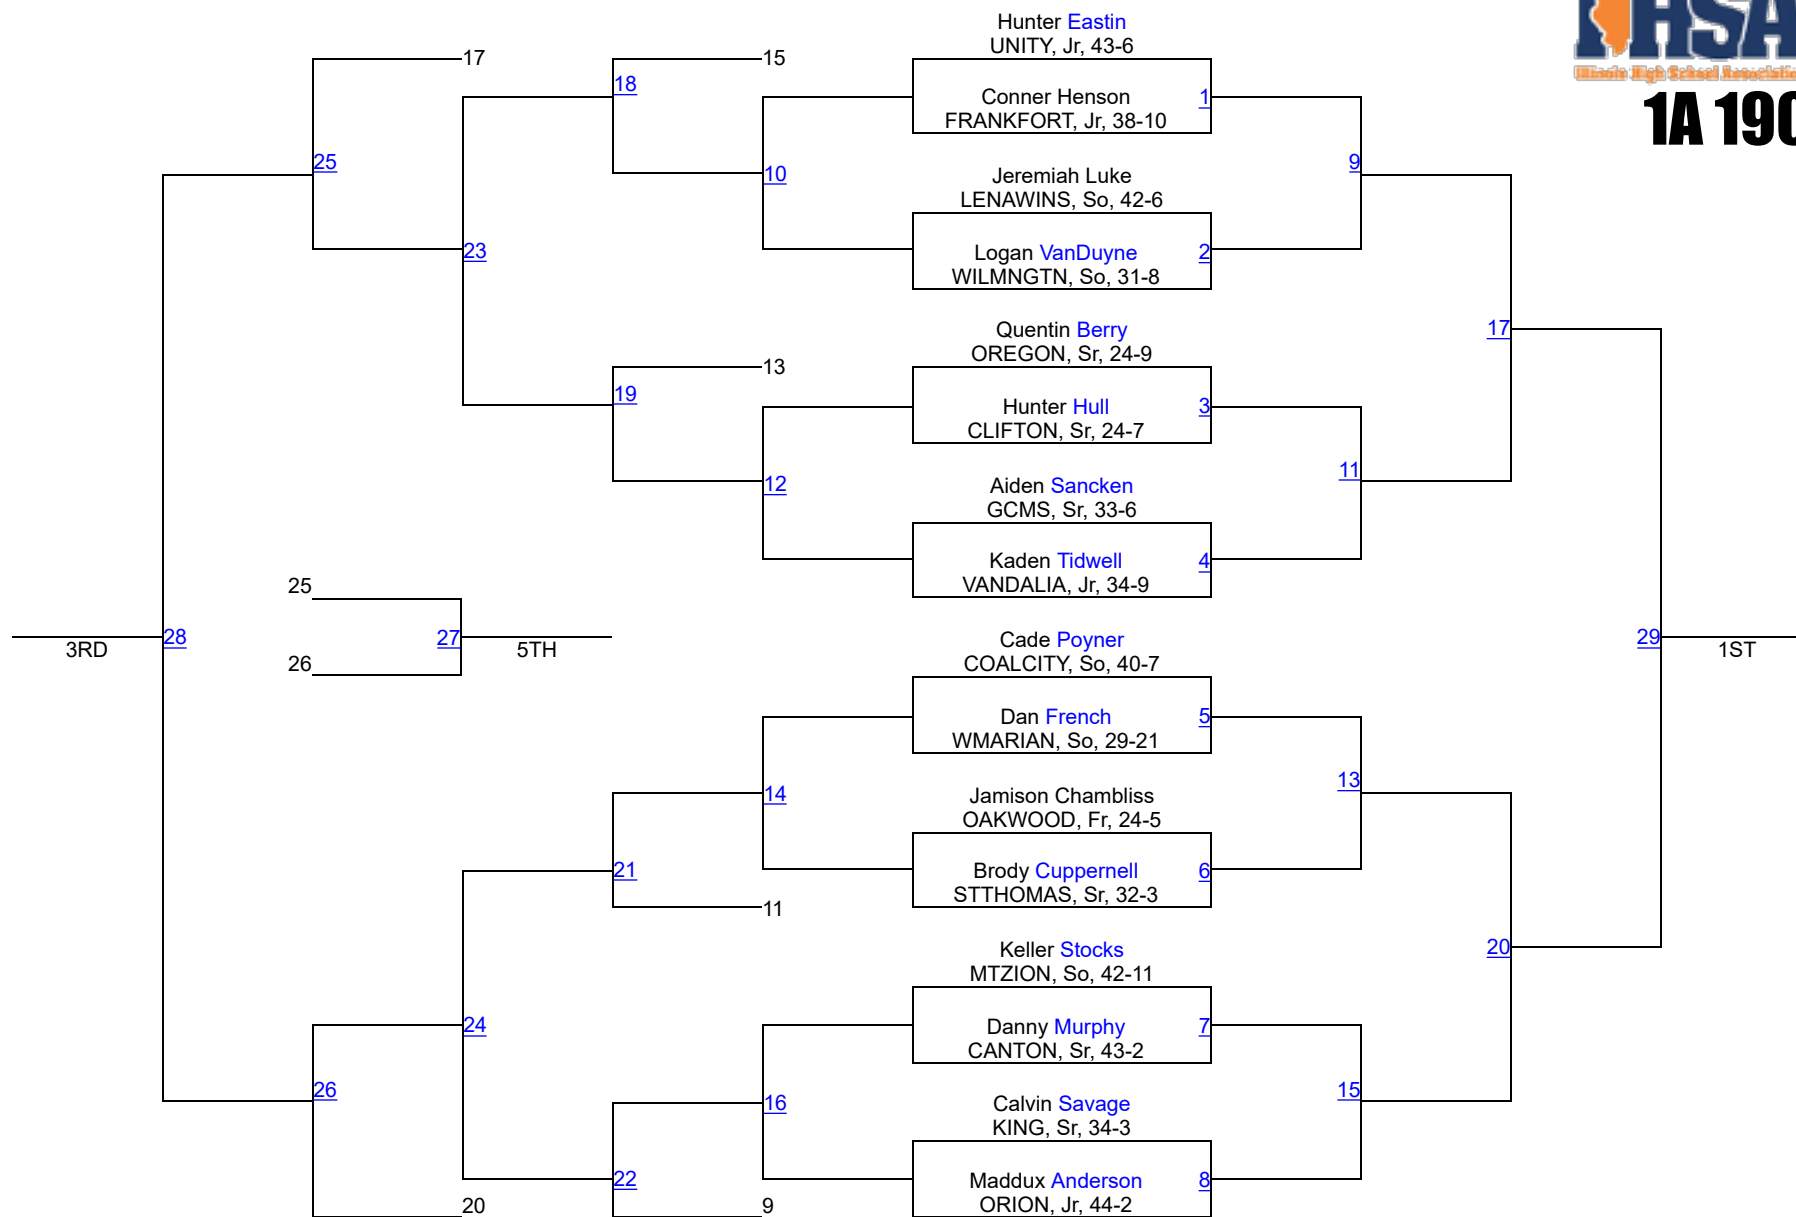 HSA
Illinois High School Association
1A 190
Hunter Eastin
UNITY, Jr, 43-6
17
15
18
Conner Henson
1
FRANKFORT, Jr, 38-10
25
10
Jeremiah Luke
9
LENAWINS, So, 42-6
23
Logan VanDuyne
2
WILMNGTN, So, 31-8
Quentin Berry
17
OREGON, Sr, 24-9
13
19
Hunter Hull
3
CLIFTON, Sr, 24-7
12
Aiden Sancken
11
GCMS, Sr, 33-6
Kaden Tidwell
4
VANDALIA, Jr, 34-9
25
3RD
28
27
5TH
Cade Poyner
29
1ST
COALCITY, So, 40-7
26
Dan French
5
WMARIAN, So, 29-21
14
Jamison Chambliss
13
OAKWOOD, Fr, 24-5
21
Brody Cuppernell
6
STTHOMAS, Sr, 32-3
11
Keller Stocks
20
MTZION, So, 42-11
24
Danny Murphy
7
CANTON, Sr, 43-2
26
16
Calvin Savage
15
KING, Sr, 34-3
22
Maddux Anderson
8
ORION, Jr, 44-2
20
9